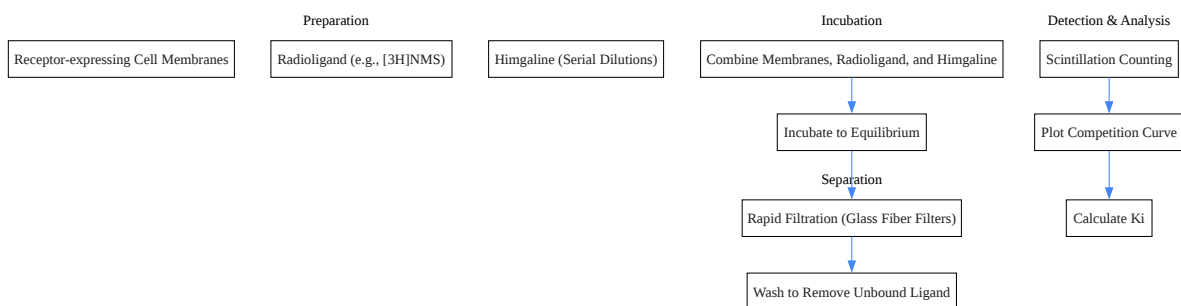 Preparation
Receptor-expressing Cell Membranes
Radioligand (e.g., [3H]NMS)
Himgaline (Serial Dilutions)
Incubation
Combine Membranes, Radioligand, and Himgaline
Incubate to Equilibrium
Separation
Rapid Filtration (Glass Fiber Filters)
Wash to Remove Unbound Ligand
Detection & Analysis
Scintillation Counting
Plot Competition Curve
Calculate Ki